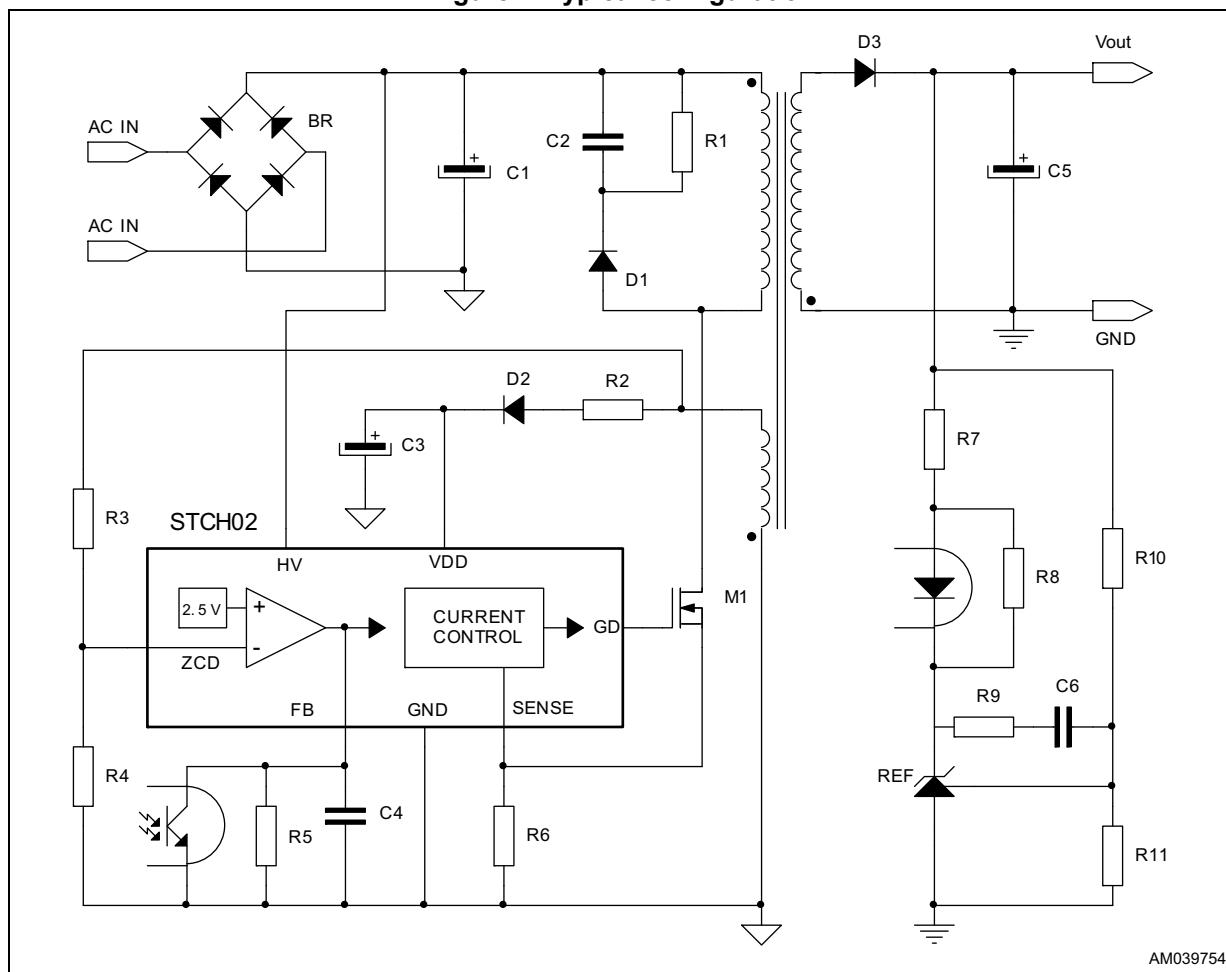 D3
Vout
AC IN
BR
C2
R1
C1
C5
AC IN
D1
GND
D2
R2
C3
R7
R3
STCH02
HV
VDD
R8
R10
M1
2.5 V
+
-
CURRENT
CONTROL
GD
ZCD
FB
GND
SENSE
R9
C6
R4
REF
R5
C4
R6
R11
AM039754